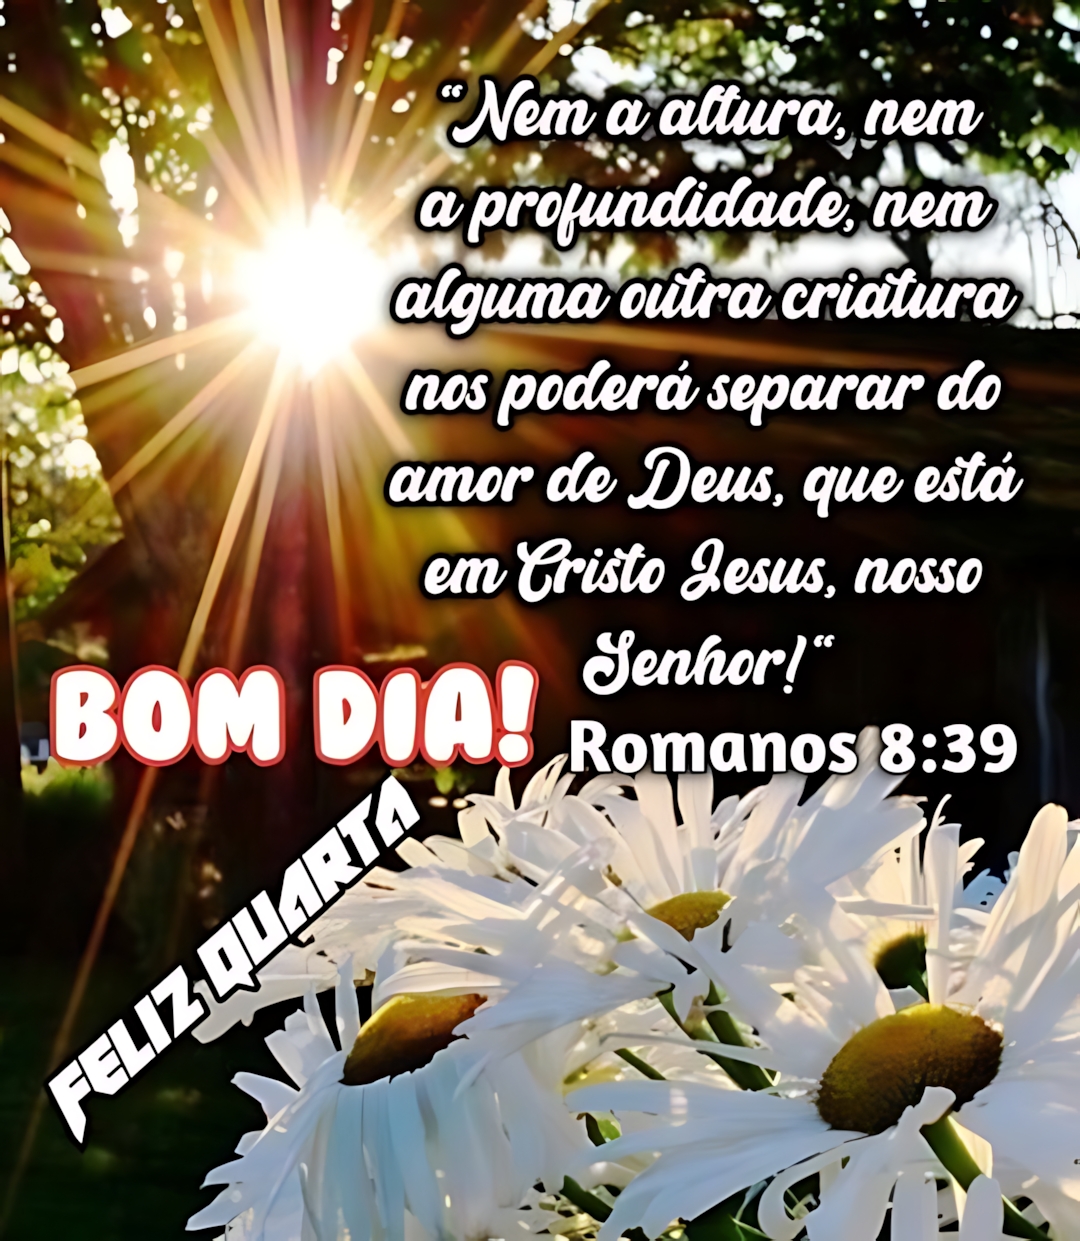 “Nem a altura, nem
a profundidade, nem
alguma outra criatura
nos poderá separar do
amor de Deus, que está
em Cristo Jesus, nosso
Senhor!“
Romanos 8:39
BOM DIA!
FELIZ QUARTA